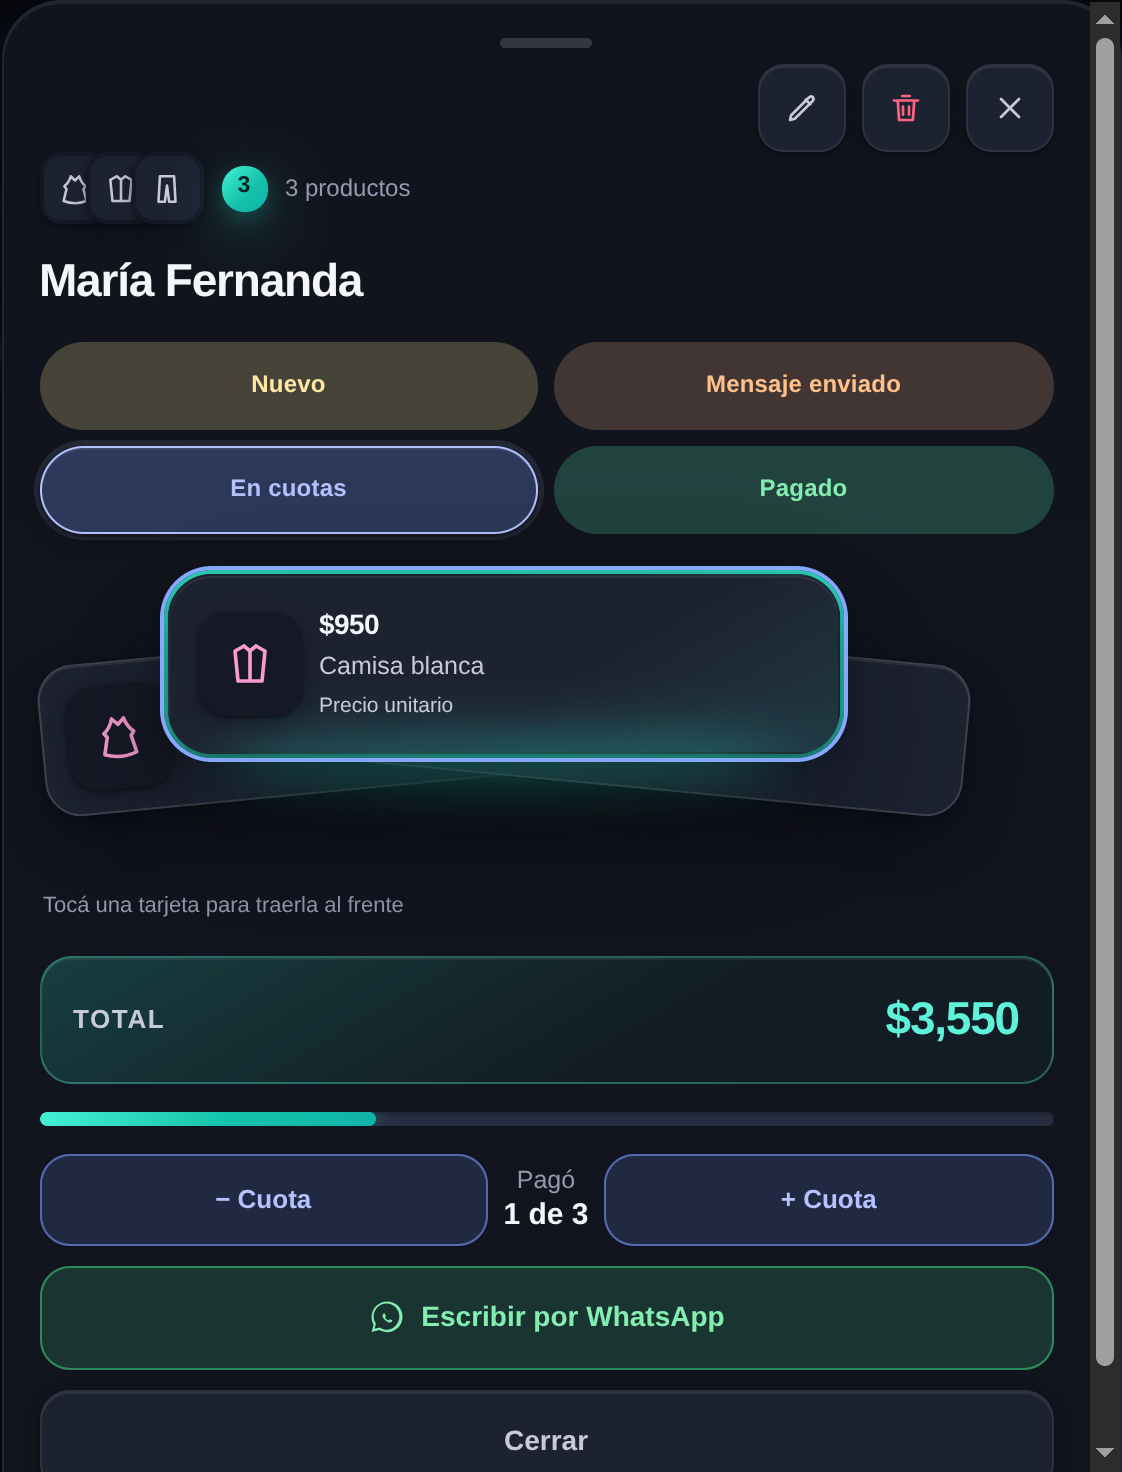 3
3 productos
María Fernanda
Nuevo
Mensaje enviado
En cuotas
Pagado
$950
Camisa blanca
Precio unitario
Tocá una tarjeta para traerla al frente
TOTAL
$3,550
− Cuota
Pagó
1 de 3
+ Cuota
Escribir por WhatsApp
Cerrar